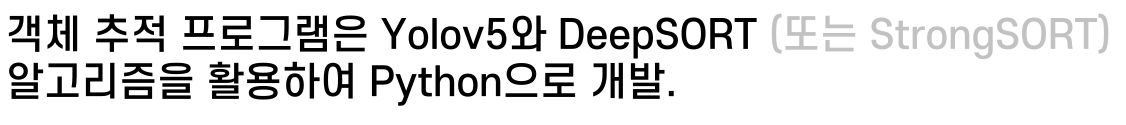 객체 추적 프로그램은 Yolov5와 DeepSORT (또는 StrongSORT)
알고리즘을 활용하여 Python으로 개발.